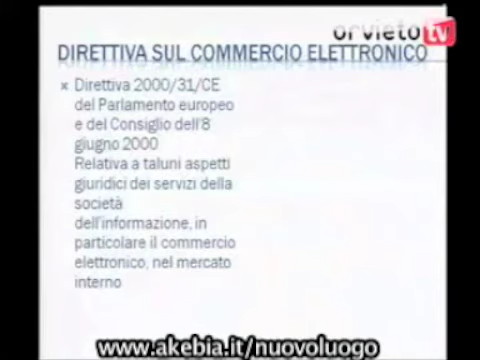 orvieto tv
DIRETTIVA SUL COMMERCIO ELETTRONICO
Direttiva 2000/31/CE
del Parlamento europeo
e del Consiglio dell'8
giugno 2000
Relativa a taluni aspetti
giuridici dei servizi della
società
dell'informazione, in
particolare il commercio
elettronico, nel mercato
interno
www.akebia.it/nuovoluogo